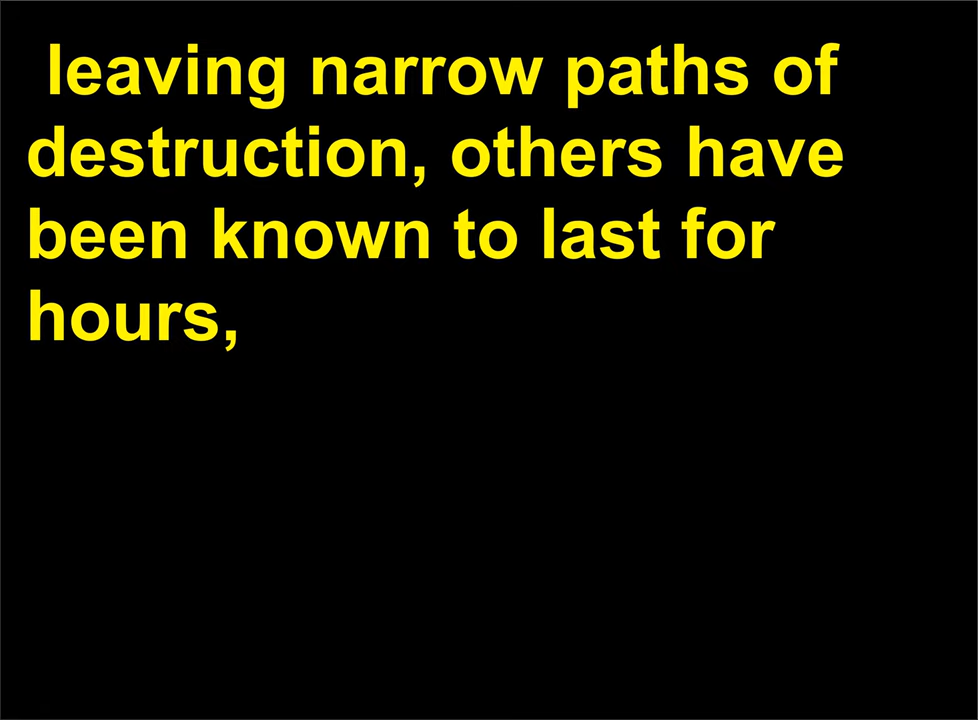 leaving narrow paths of
destruction, others have
been known to last for
hours,